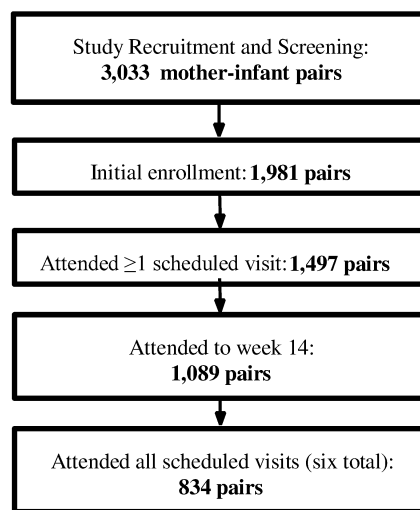 Study Recruitment and Screening:
3,033 mother-infant pairs
Initial enrollment: 1,981 pairs
Attended ≥1 scheduled visit: 1,497 pairs
Attended to week 14:
1,089 pairs
Attended all scheduled visits (six total):
834 pairs